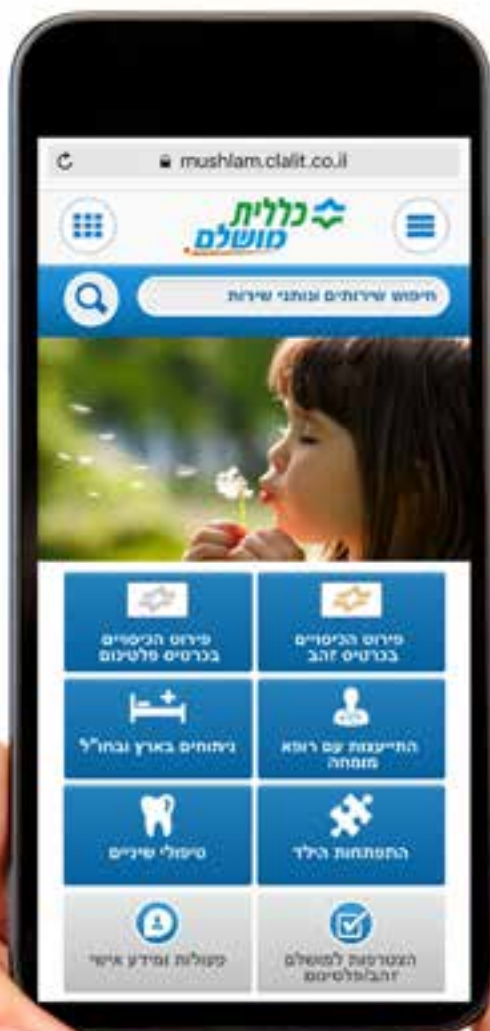 mushlam.clalit.co.il
כללית
מושלם
חיפוש שירותים ונותני שירות
פירוט הכיסויים
בכרטיס זהב
פירוט הכיסויים
בכרטיס פלטינום
התייעצות עם רופא
מומחה
ניתוחים בארץ ובחו"ל
התפתחות הילד
טיפולי שיניים
הצטרפות למושלם
זהב/פלטינום
פעולות ומידע אישי